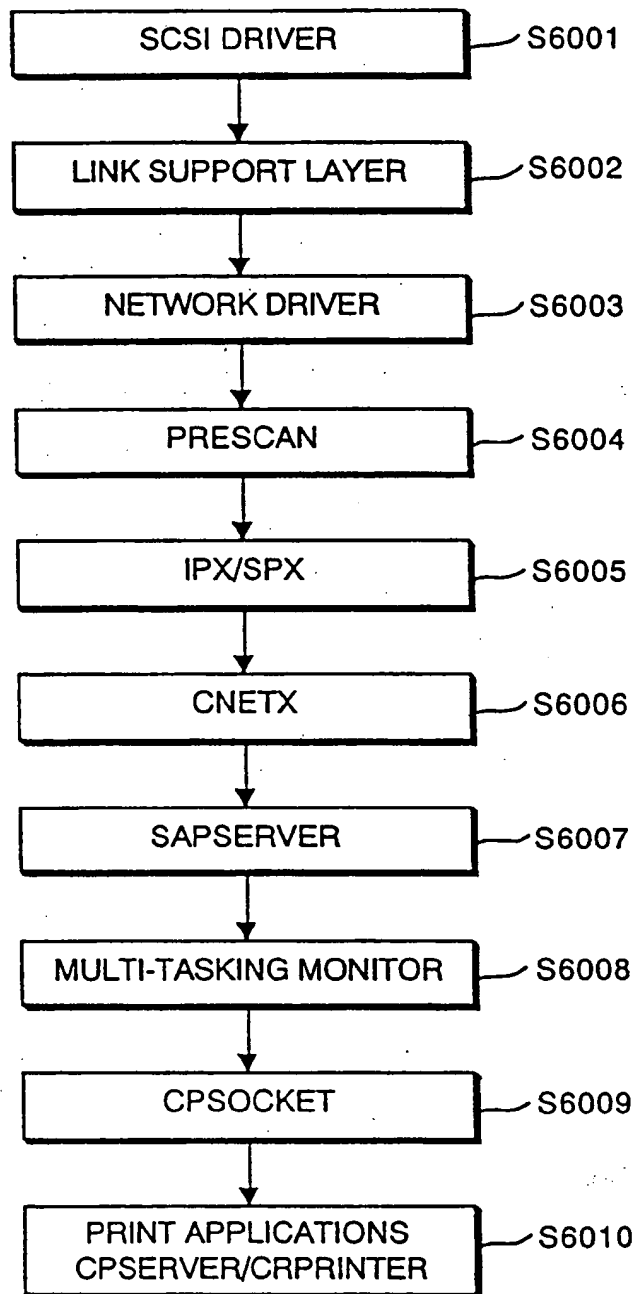 SCSI DRIVER S6001
LINK SUPPORT LAYER S6002
NETWORK DRIVER S6003
PRESCAN S6004
IPX/SPX S6005
CNETX S6006
SAPSERVER S6007
MULTI-TASKING MONITOR S6008
CPSOCKET S6009
PRINT APPLICATIONS S6010
CPSERVER/CRPRINTER